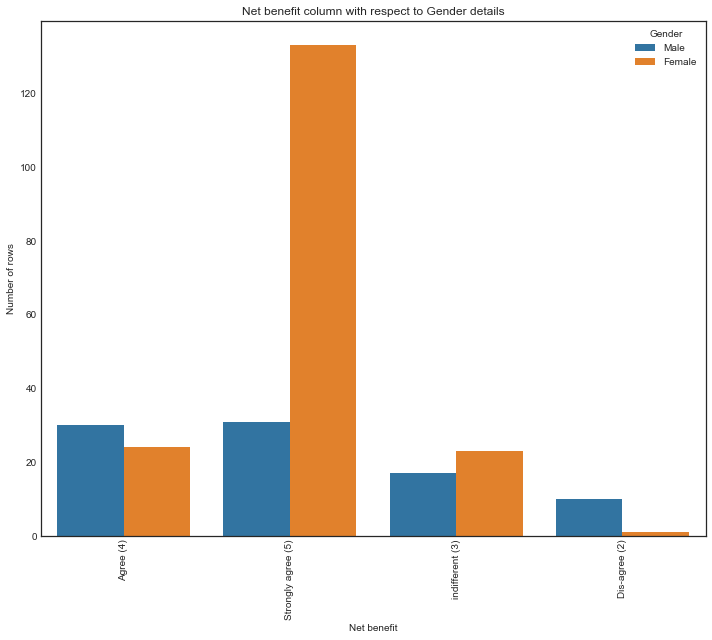 Net benefit column with respect to Gender details
Gender
Male
Female
Number of rows
120
100
80
60
40
20
0
Agree (4)
Strongly agree (5)
indifferent (3)
Dis-agree (2)
Net benefit